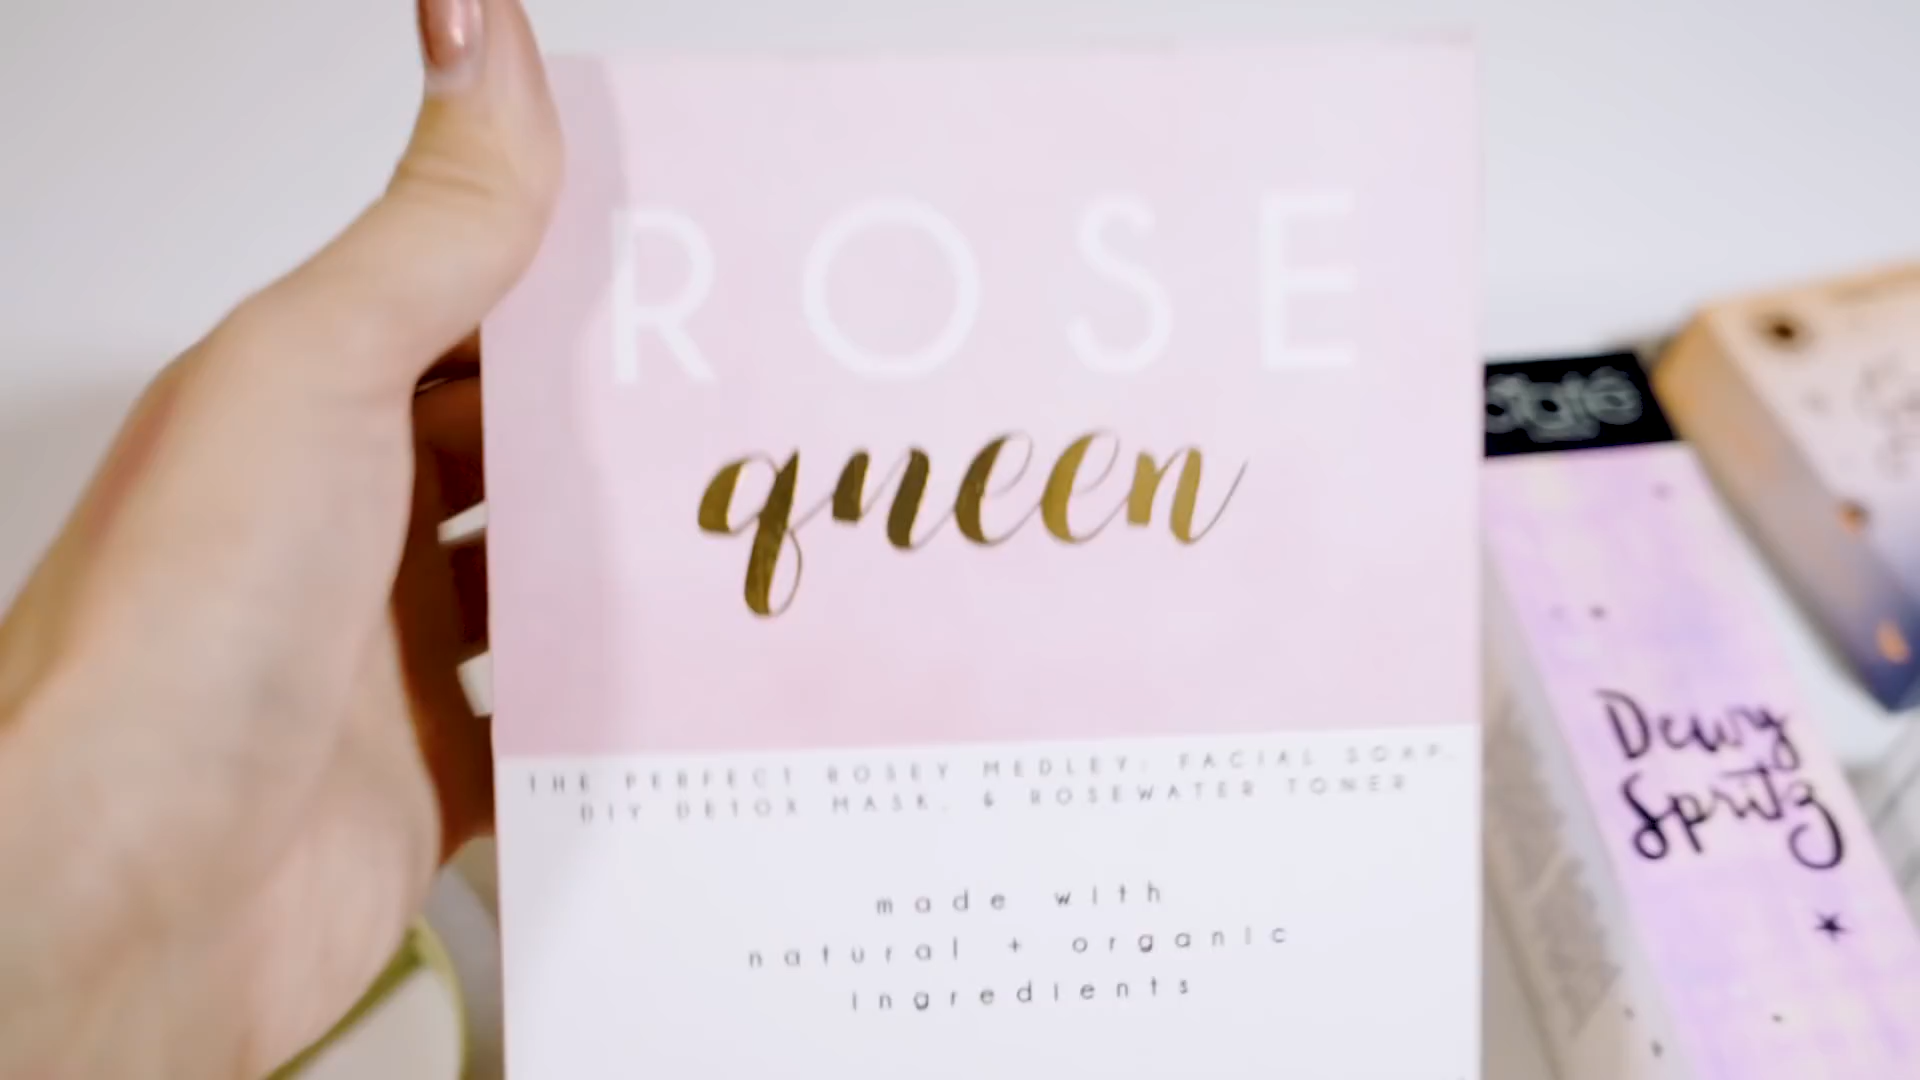 ROSE
queen
THE PERFECT ROSEY MEDLEY: FACIAL SOAP,
DIY DETOX MASK, & ROSEWATER TONER
made with
natural + organic
ingredients
ciaté
Dewy
Spritz